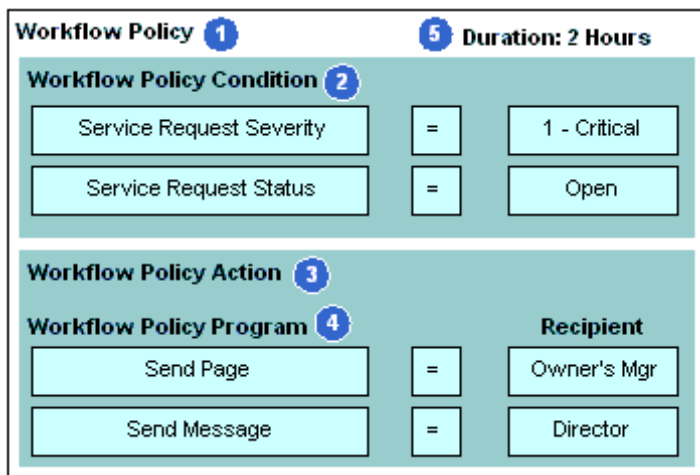 Workflow Policy 1 5 Duration: 2 Hours
Workflow Policy Condition 2
Service Request Severity = 1 - Critical
Service Request Status = Open
Workflow Policy Action 3
Workflow Policy Program 4 Recipient
Send Page = Owner's Mgr
Send Message = Director